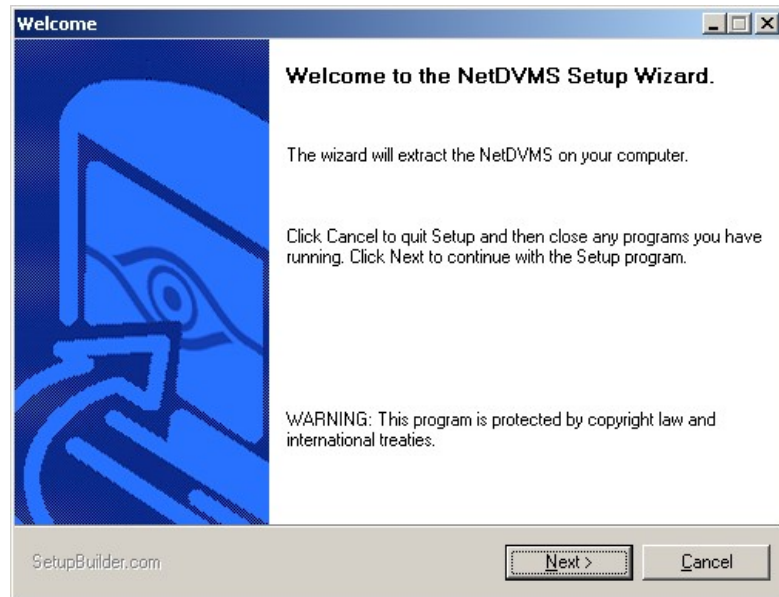 Welcome
Welcome to the NetDVMS Setup Wizard.
The wizard will extract the NetDVMS on your computer.
Click Cancel to quit Setup and then close any programs you have
running. Click Next to continue with the Setup program.
WARNING: This program is protected by copyright law and
international treaties.
SetupBuilder.com
Next >
Cancel